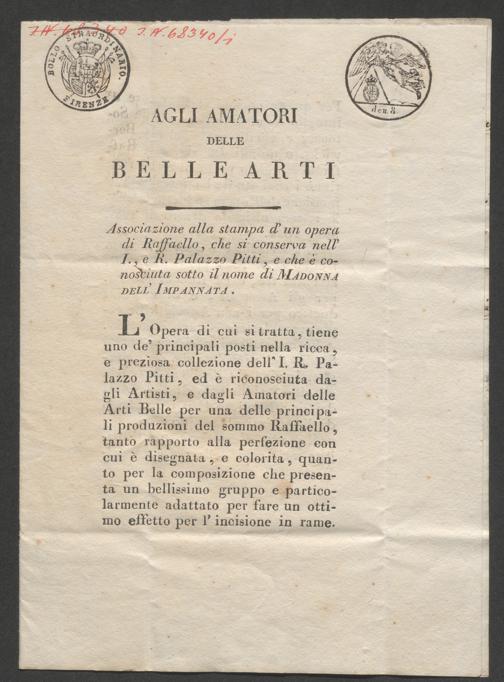 I.N. 68340 I.N. 68340/i
BOLLO STRAORDINARIO.
FIRENZE
den. 8.
AGLI AMATORI
DELLE
BELLE ARTI
Associazione alla stampa d' un opera
di Raffaello, che si conserva nell'
I., e R. Palazzo Pitti, e che è co-
nosciuta sotto il nome di MADONNA
DELL' IMPANNATA.
L' Opera di cui si tratta, tiene
uno de' principali posti nella ricca,
e preziosa collezione dell' I. R. Pa-
lazzo Pitti, ed è riconosciuta da-
gli Artisti, e dagli Amatori delle
Arti Belle per una delle principa-
li produzioni del sommo Raffaello,
tanto rapporto alla perfezione con
cui è disegnata, e colorita, quan-
to per la composizione che presen-
ta un bellissimo gruppo e partico-
larmente adattato per fare un otti-
mo effetto per l' incisione in rame.